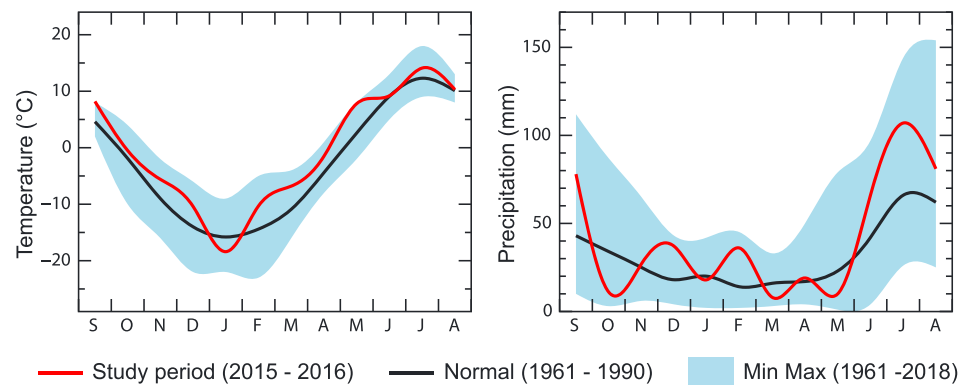 Temperature (°C)
20
10
0
−10
−20
S O N D J F M A M J J A
Precipitation (mm)
150
100
50
0
S O N D J F M A M J J A
Study period (2015 - 2016) Normal (1961 - 1990) Min Max (1961 -2018)